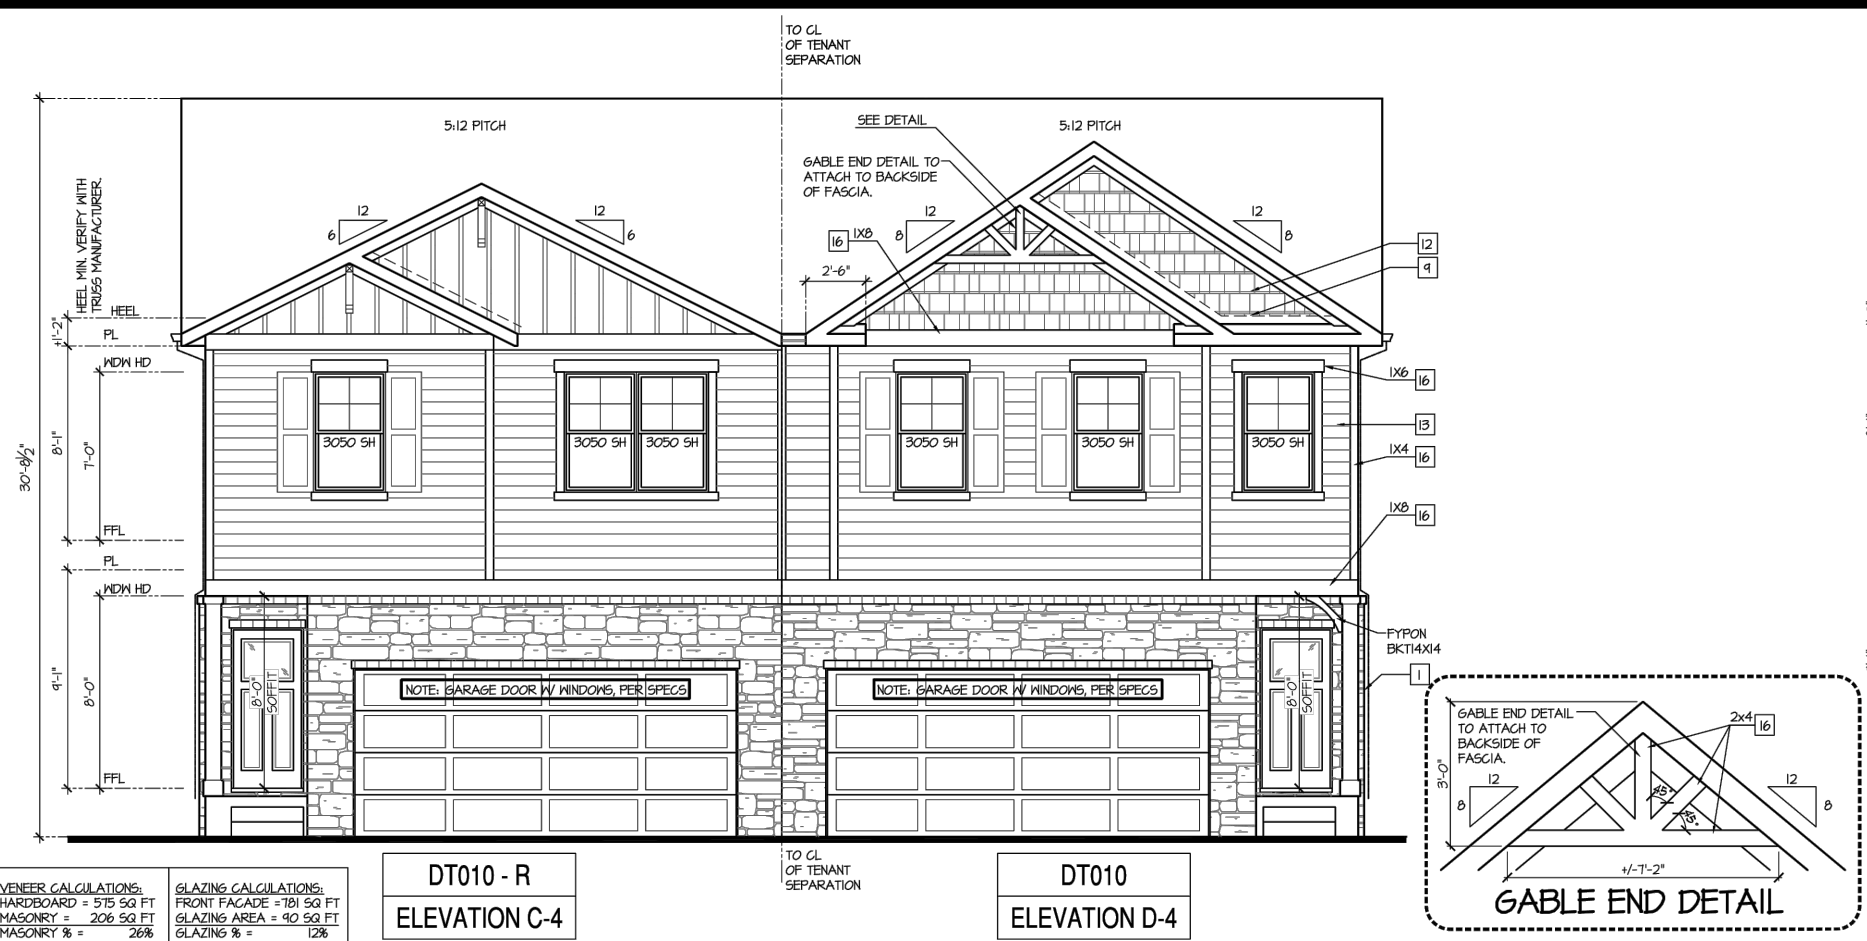 TO CL
OF TENANT
SEPARATION
5:12 PITCH
SEE DETAIL
5:12 PITCH
GABLE END DETAIL TO
ATTACH TO BACKSIDE
OF FASCIA.
HEEL MIN. VERIFY WITH
TRUSS MANUFACTURER.
12
6
12
6
12
8
12
8
16 1X8
2'-6"
12
9
HEEL
±1'-2"
PL
WDW HD
1X6 16
13
1X4 16
3050 SH
3050 SH
3050 SH
3050 SH
3050 SH
3050 SH
30'-8½"
8'-1"
7'-0"
FFL
PL
WDW HD
1X8 16
FYPON
BKT14X14
1
9'-1"
8'-0"
8'-0"
SOFFIT
8'-0"
SOFFIT
NOTE: GARAGE DOOR W/ WINDOWS, PER SPECS
NOTE: GARAGE DOOR W/ WINDOWS, PER SPECS
FFL
GABLE END DETAIL
TO ATTACH TO
BACKSIDE OF
FASCIA.
2x4 16
3'-0"
12
8
12
8
45°
45°
+/-7'-2"
GABLE END DETAIL
TO CL
OF TENANT
SEPARATION
VENEER CALCULATIONS:
HARDBOARD = 575 SQ FT
MASONRY = 206 SQ FT
MASONRY % = 26%
GLAZING CALCULATIONS:
FRONT FACADE =781 SQ FT
GLAZING AREA = 90 SQ FT
GLAZING % = 12%
DT010 - R
ELEVATION C-4
DT010
ELEVATION D-4